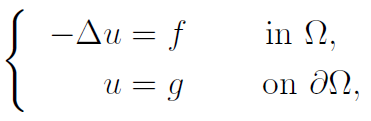 −Δu = f in Ω,
u = g on ∂Ω,